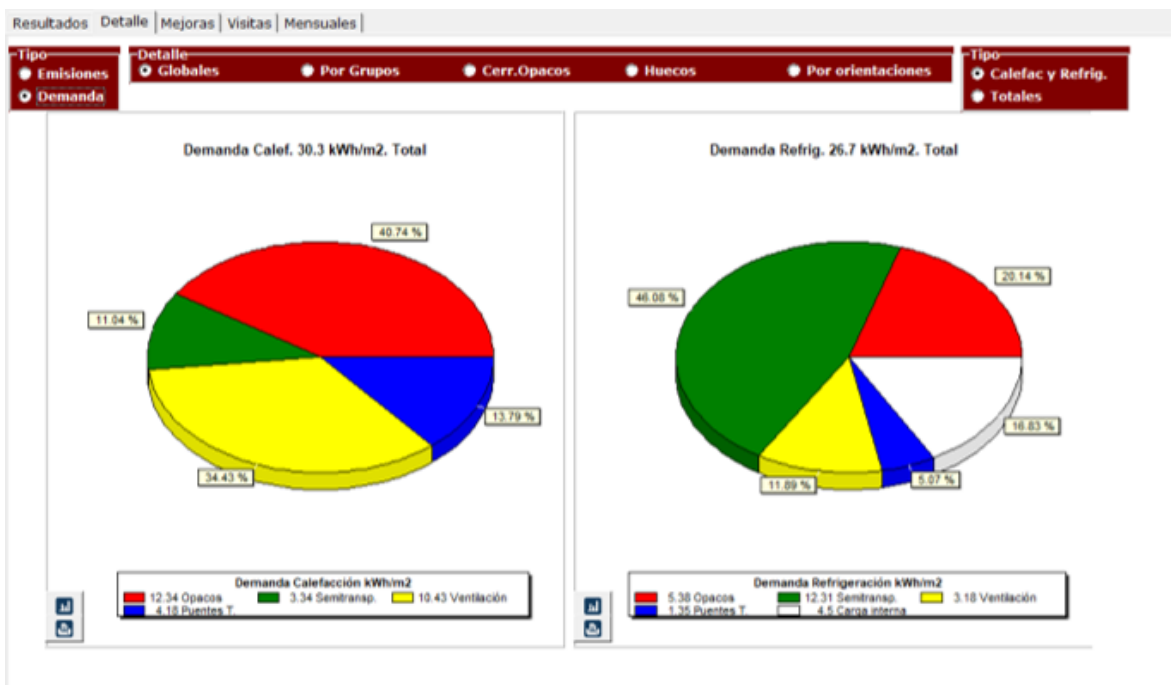 Resultados Detalle Mejoras Visitas Mensuales
Tipo
Emisiones
Demanda
Detalle
Globales Por Grupos Cerr.Opacos Huecos Por orientaciones
Tipo
Calefac y Refrig.
Totales
Demanda Calef. 30.3 kWh/m2. Total
40.74 %
11.04 %
13.79 %
34.43 %
Demanda Calefacción kWh/m2
12.34 Opacos 3.34 Semitransp. 10.43 Ventilación
4.18 Puentes T.
Demanda Refrig. 26.7 kWh/m2. Total
20.14 %
46.08 %
16.83 %
5.07 %
11.89 %
Demanda Refrigeración kWh/m2
5.38 Opacos 12.31 Semitransp. 3.18 Ventilación
1.35 Puentes T. 4.5 Carga interna